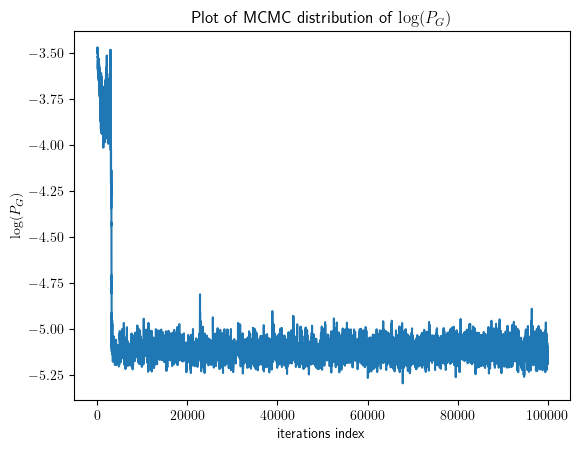 Plot of MCMC distribution of log(P_G)
−3.50
−3.75
−4.00
−4.25
−4.50
−4.75
−5.00
−5.25
log(P_G)
0 20000 40000 60000 80000 100000
iterations index